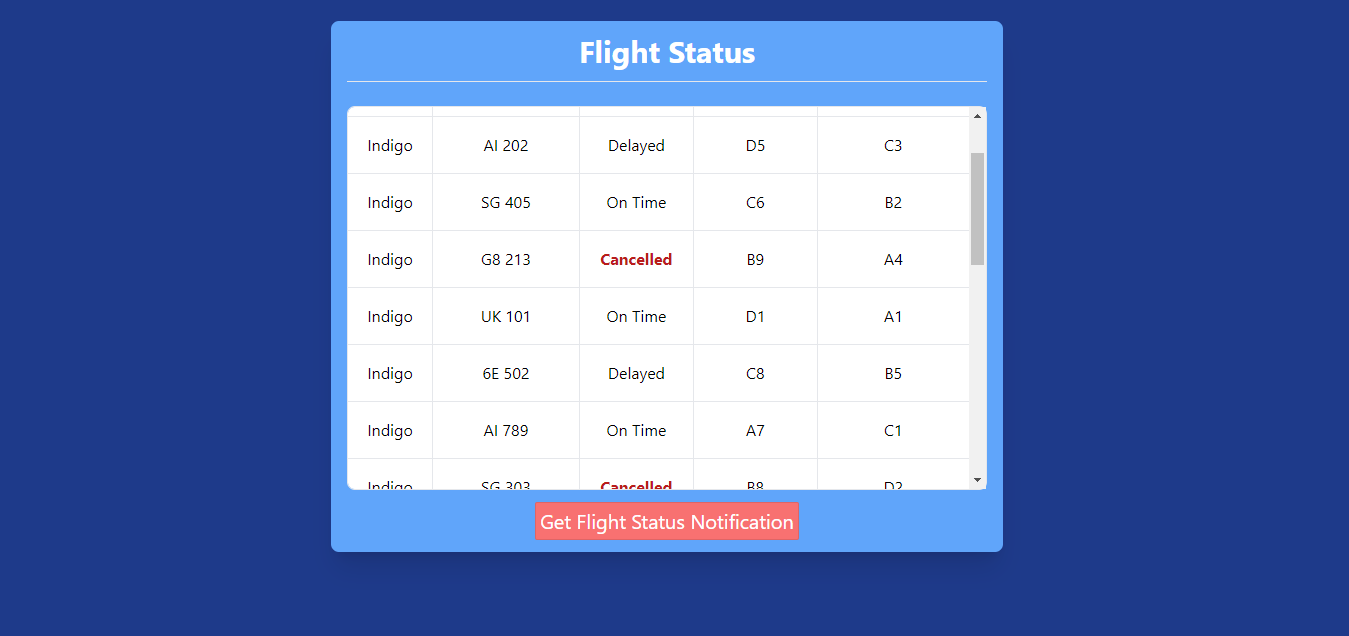 Flight Status
Indigo AI 202 Delayed D5 C3
Indigo SG 405 On Time C6 B2
Indigo G8 213 Cancelled B9 A4
Indigo UK 101 On Time D1 A1
Indigo 6E 502 Delayed C8 B5
Indigo AI 789 On Time A7 C1
Indigo SG 303 Cancelled B8 D2
Get Flight Status Notification